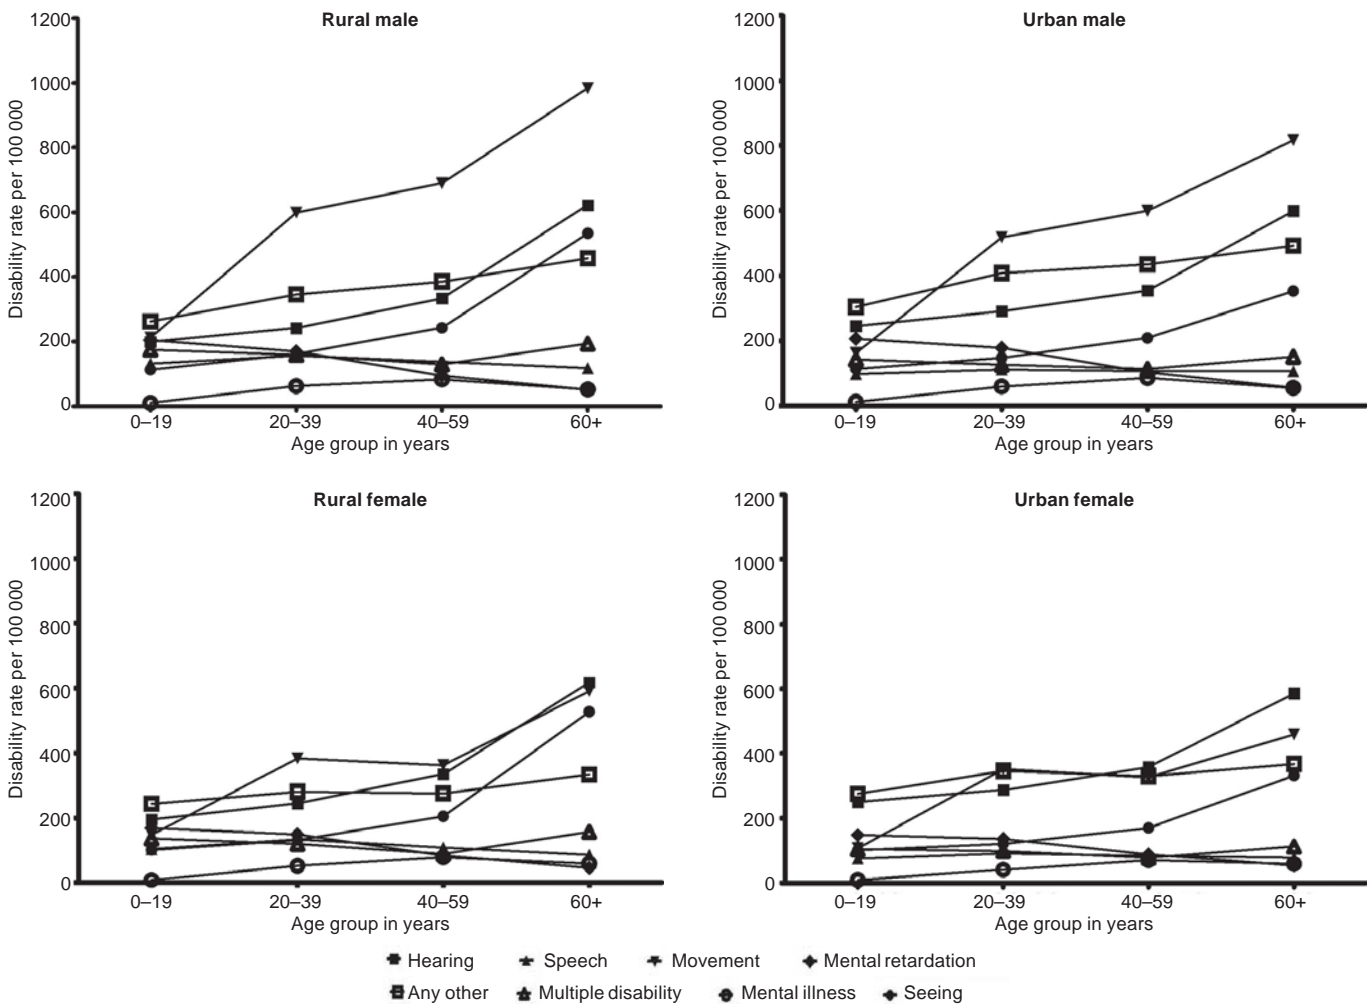 Rural male
1200
1000
800
600
400
200
0
Disability rate per 100 000
0–19 20–39 40–59 60+
Age group in years
Urban male
1200
1000
800
600
400
200
0
Disability rate per 100 000
0–19 20–39 40–59 60+
Age group in years
Rural female
1200
1000
800
600
400
200
0
Disability rate per 100 000
0–19 20–39 40–59 60+
Age group in years
Urban female
1200
1000
800
600
400
200
0
Disability rate per 100 000
0–19 20–39 40–59 60+
Age group in years
Hearing Speech Movement Mental retardation
Any other Multiple disability Mental illness Seeing